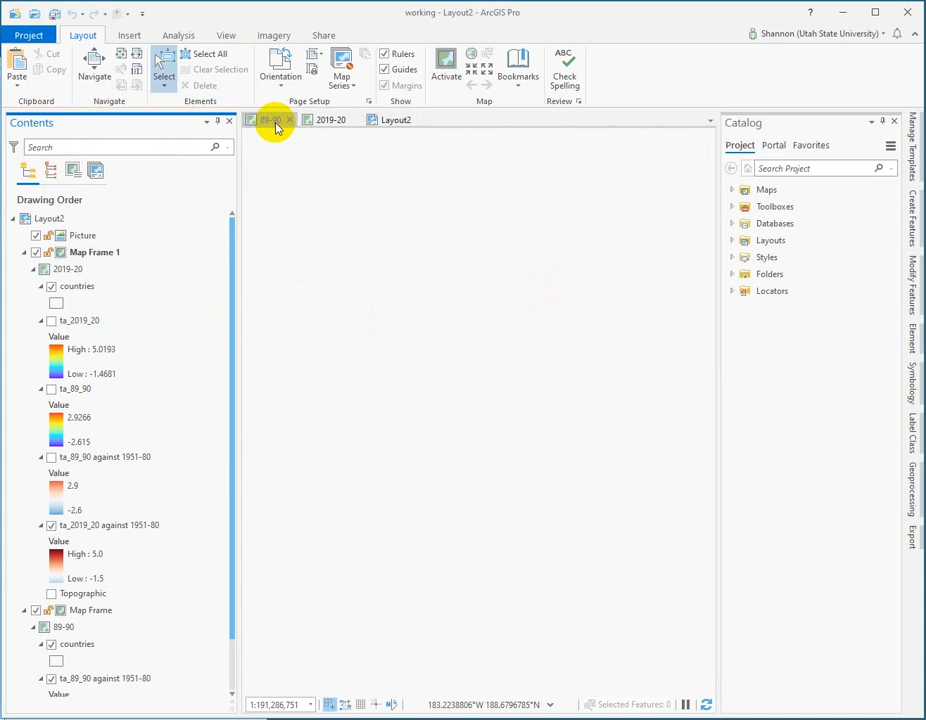 working - Layout2 - ArcGIS Pro
?
Project Layout Insert Analysis View Imagery Share
Shannon (Utah State University)
Paste
Cut
Copy
Clipboard
Navigate
Navigate
Select
Select All
Clear Selection
Delete
Elements
Orientation
Map
Series
Page Setup
Rulers
Guides
Margins
Show
Activate
Bookmarks
Map
ABC
Check
Spelling
Review
Contents
Search
Drawing Order
Layout2
Picture
Map Frame 1
2019-20
countries
ta_2019_20
Value
High : 5.0193
Low : -1.4681
ta_89_90
Value
2.9266
-2.615
ta_89_90 against 1951-80
Value
2.9
-2.6
ta_2019_20 against 1951-80
Value
High : 5.0
Low : -1.5
Topographic
Map Frame
89-90
countries
ta_89_90 against 1951-80
Value
89-90 2019-20 Layout2
1:191,286,751
183.2238806°W 188.6796785°N
Selected Features: 0
Catalog
Project Portal Favorites
Search Project
Maps
Toolboxes
Databases
Layouts
Styles
Folders
Locators
Manage Templates
Create Features
Modify Features
Element
Symbology
Label Class
Geoprocessing
Export